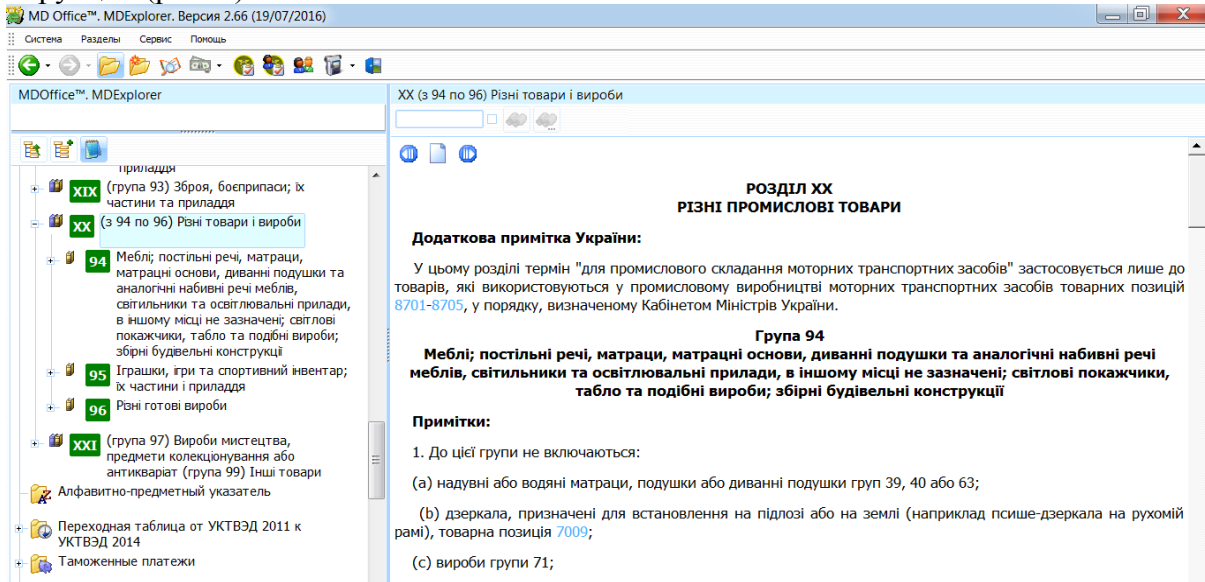 MD Office™. MDExplorer. Версия 2.66 (19/07/2016)
Система Разделы Сервис Помощь
MDOffice™. MDExplorer
приладдя
XIX (група 93) Зброя, боєприпаси; їх
частини та приладдя
XX (з 94 по 96) Різні товари і вироби
94 Меблі; постільні речі, матраци,
матрацні основи, диванні подушки та
аналогічні набивні речі меблів,
світильники та освітлювальні прилади,
в іншому місці не зазначені; світлові
покажчики, табло та подібні вироби;
збірні будівельні конструкції
95 Іграшки, ігри та спортивний інвентар;
їх частини і приладдя
96 Різні готові вироби
XXI (група 97) Вироби мистецтва,
предмети колекціонування або
антикваріат (група 99) Інші товари
Алфавитно-предметный указатель
Переходная таблица от УКТВЭД 2011 к
УКТВЭД 2014
Таможенные платежи
XX (з 94 по 96) Різні товари і вироби
РОЗДІЛ XX
РІЗНІ ПРОМИСЛОВІ ТОВАРИ
Додаткова примітка України:
У цьому розділі термін "для промислового складання моторних транспортних засобів" застосовується лише до
товарів, які використовуються у промисловому виробництві моторних транспортних засобів товарних позицій
8701-8705, у порядку, визначеному Кабінетом Міністрів України.
Група 94
Меблі; постільні речі, матраци, матрацні основи, диванні подушки та аналогічні набивні речі
меблів, світильники та освітлювальні прилади, в іншому місці не зазначені; світлові покажчики,
табло та подібні вироби; збірні будівельні конструкції
Примітки:
1. До цієї групи не включаються:
(a) надувні або водяні матраци, подушки або диванні подушки груп 39, 40 або 63;
(b) дзеркала, призначені для встановлення на підлозі або на землі (наприклад псише-дзеркала на рухомій
рамі), товарна позиція 7009;
(c) вироби групи 71;